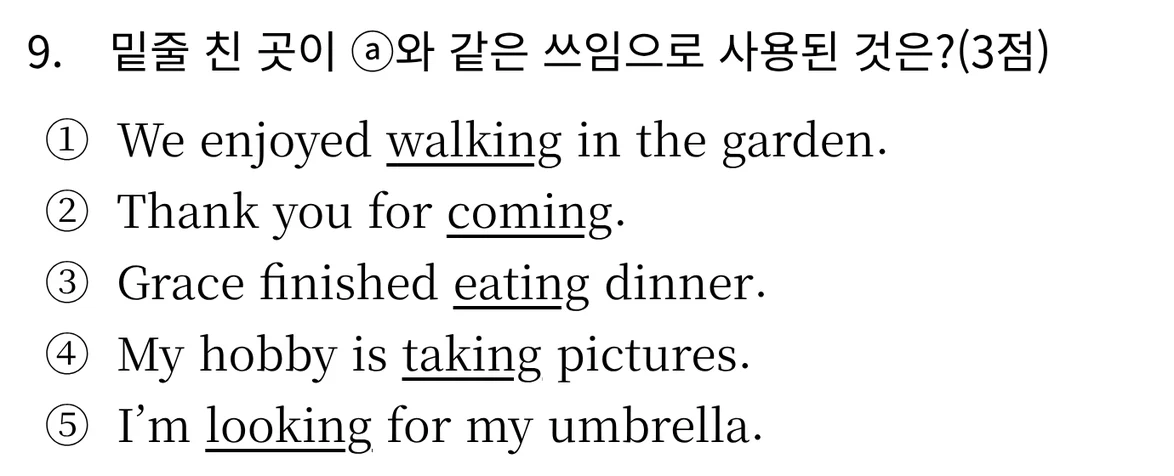 9. 밑줄 친 곳이 ⓐ와 같은 쓰임으로 사용된 것은?(3점)
① We enjoyed walking in the garden.
② Thank you for coming.
③ Grace finished eating dinner.
④ My hobby is taking pictures.
⑤ I’m looking for my umbrella.